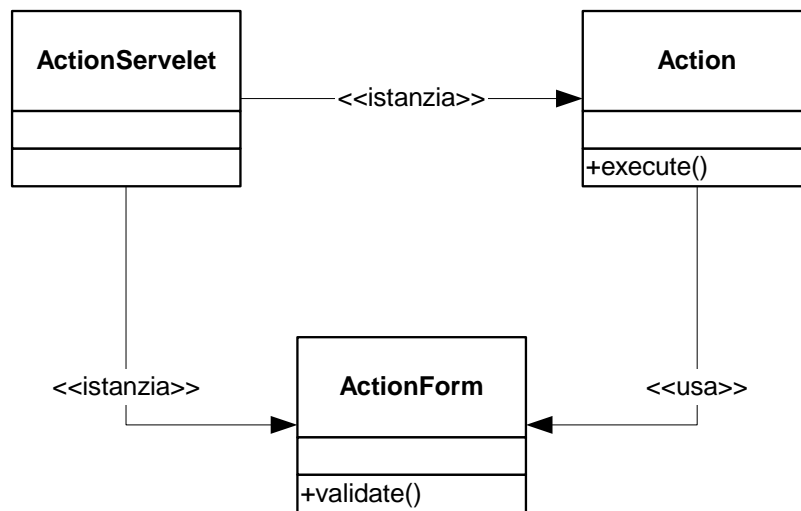 ActionServelet
Action
<<istanzia>>
+execute()
<<istanzia>>
ActionForm
<<usa>>
+validate()